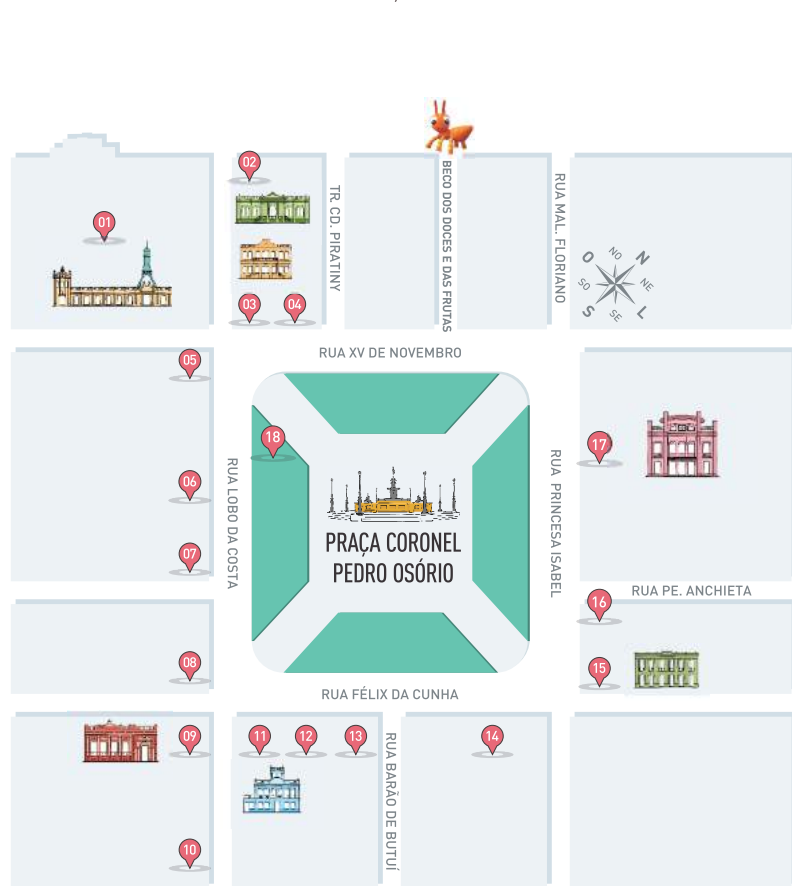 02
01
TR. CD. PIRATINY
BECO DOS DOCES E DAS FRUTAS
RUA MAL. FLORIANO
NO
N
O
NE
SO
L
S
SE
03
04
RUA XV DE NOVEMBRO
05
18
17
06
RUA LOBO DA COSTA
RUA PRINCESA ISABEL
PRAÇA CORONEL
PEDRO OSÓRIO
07
RUA PE. ANCHIETA
16
08
15
RUA FÉLIX DA CUNHA
09
11
12
13
14
RUA BARÃO DE BUTUÍ
10